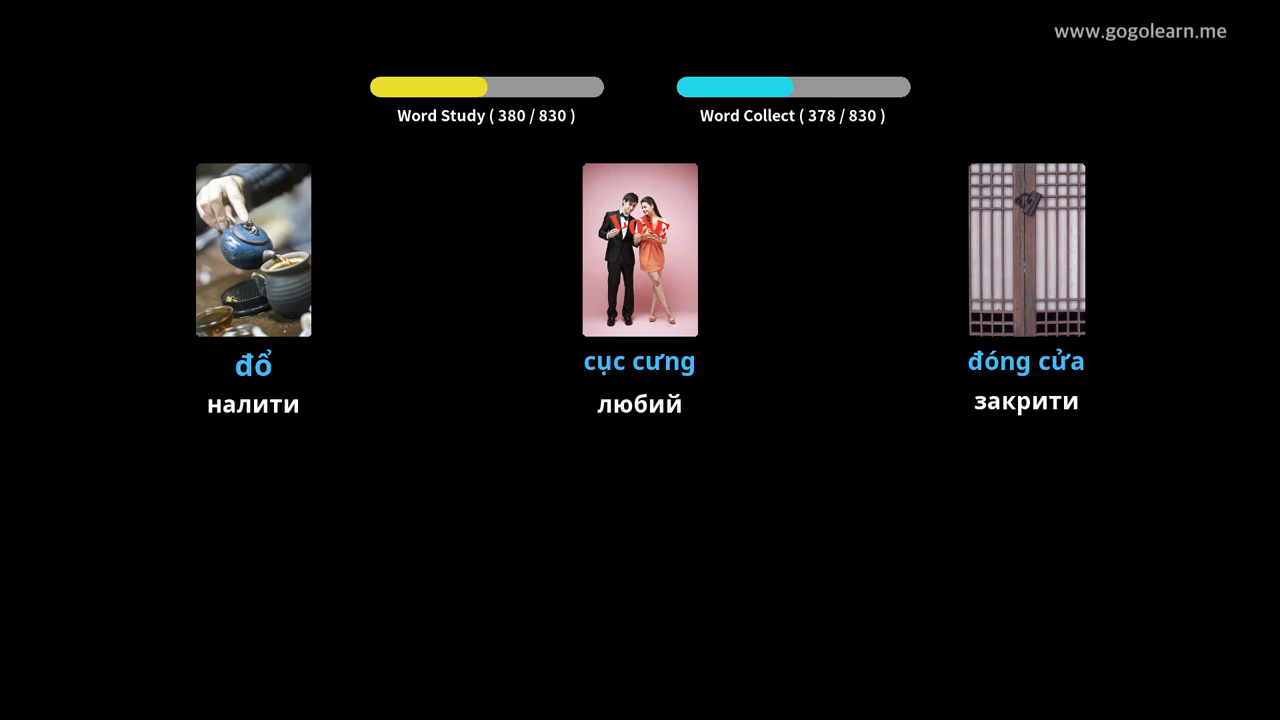 www.gogolearn.me
Word Study ( 380 / 830 )
Word Collect ( 378 / 830 )
LOVE
đổ
cục cưng
đóng cửa
налити
любий
закрити